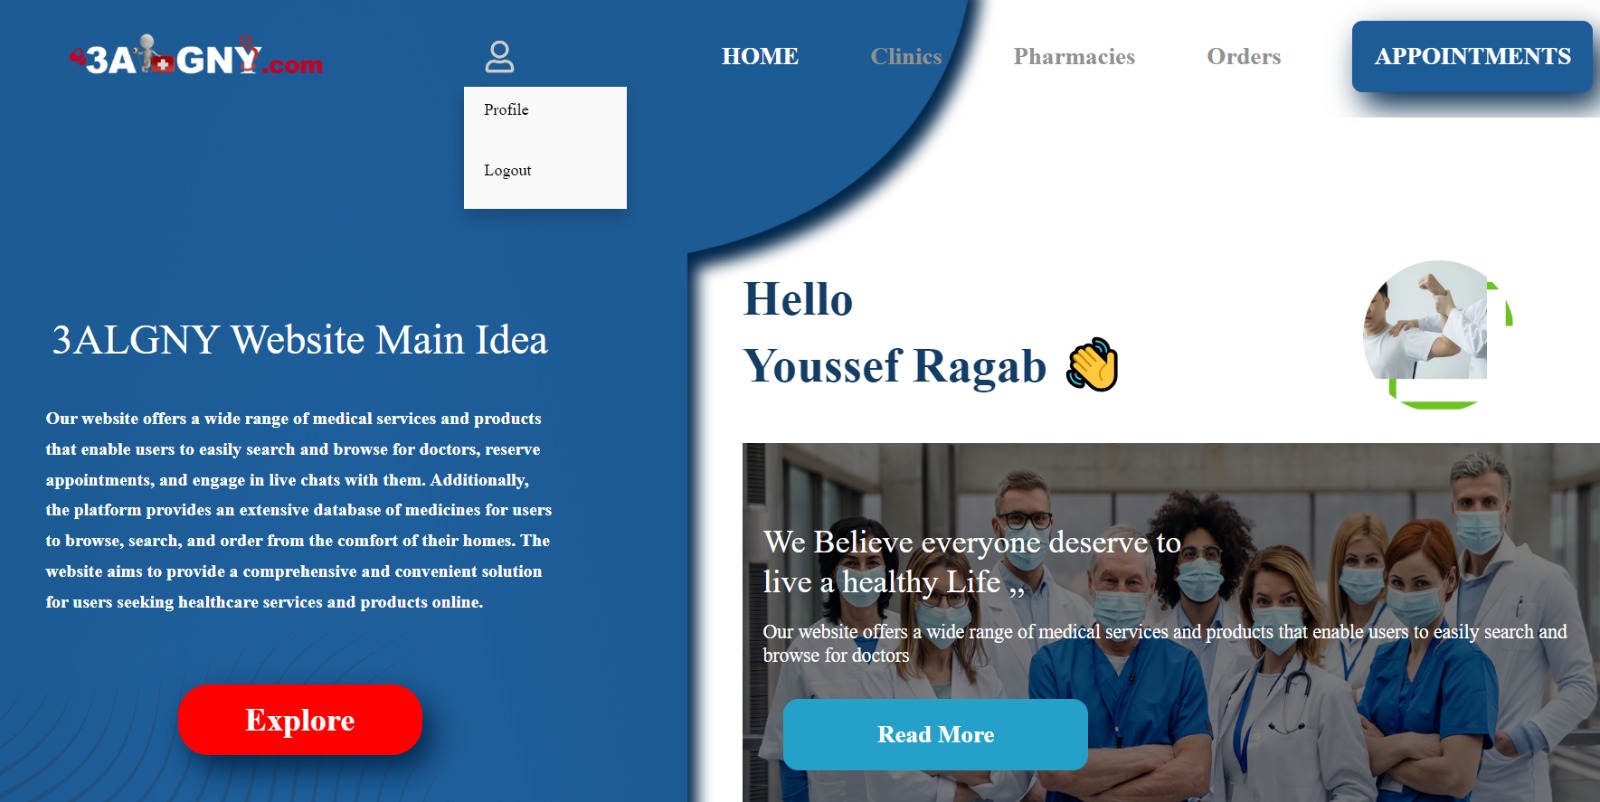 3ALGNY.com
HOME
Clinics
Pharmacies
Orders
APPOINTMENTS
Profile
Logout
3ALGNY Website Main Idea
Our website offers a wide range of medical services and products
that enable users to easily search and browse for doctors, reserve
appointments, and engage in live chats with them. Additionally,
the platform provides an extensive database of medicines for users
to browse, search, and order from the comfort of their homes. The
website aims to provide a comprehensive and convenient solution
for users seeking healthcare services and products online.
Explore
Hello
Youssef Ragab 👋
We Believe everyone deserve to
live a healthy Life ,,
Our website offers a wide range of medical services and products that enable users to easily search and
browse for doctors
Read More